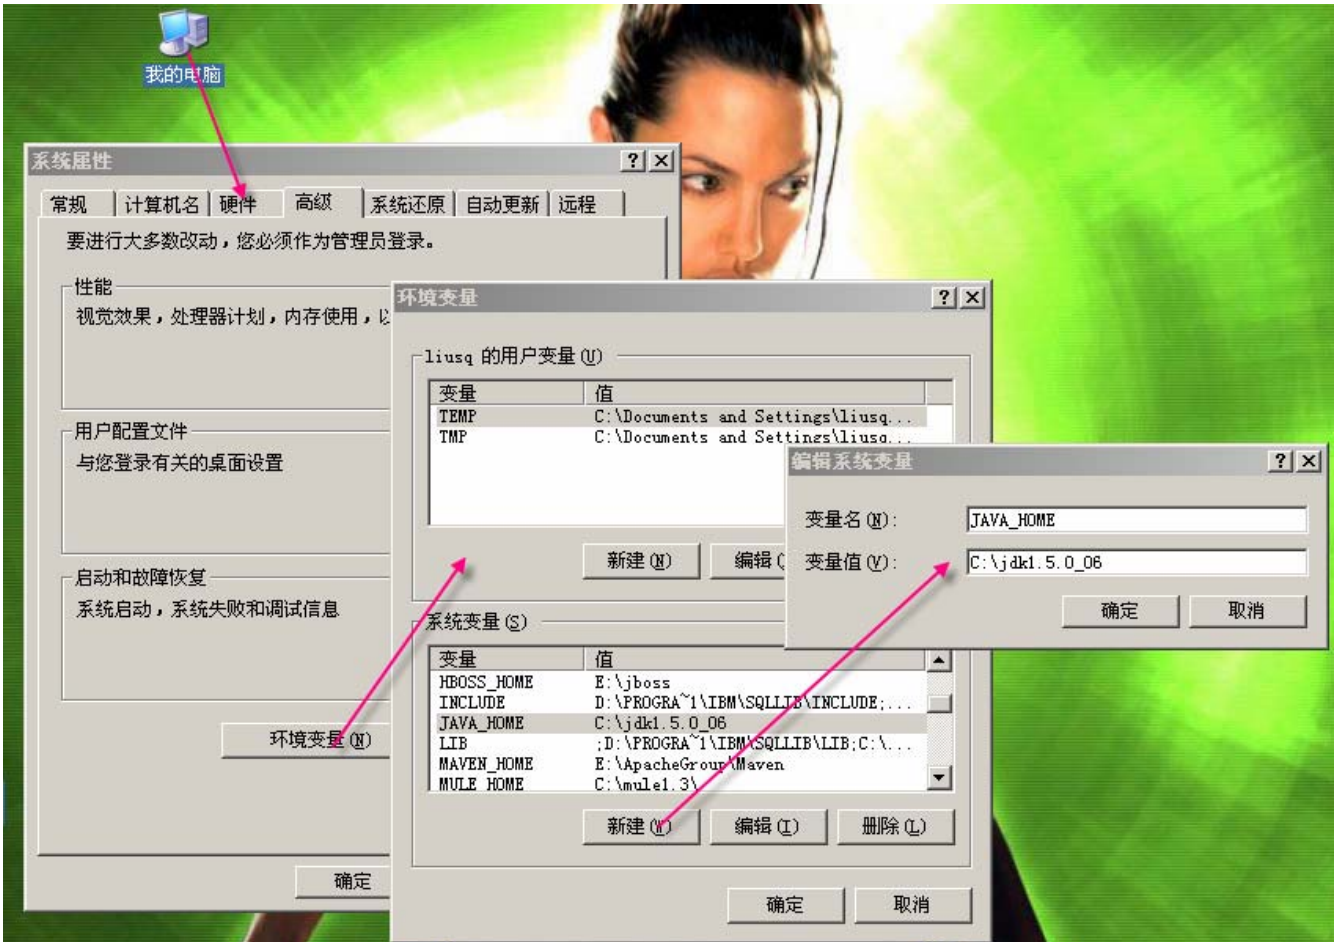 我的电脑
系统属性
常规 计算机名 硬件 高级 系统还原 自动更新 远程
要进行大多数改动，您必须作为管理员登录。
性能
视觉效果，处理器计划，内存使用，以
用户配置文件
与您登录有关的桌面设置
启动和故障恢复
系统启动，系统失败和调试信息
环境变量(N)
确定
环境变量
liusq 的用户变量(U)
变量 值
TEMP C:\Documents and Settings\liusq...
TMP C:\Documents and Settings\liusq...
新建(N) 编辑(
系统变量(S)
变量 值
HBOSS_HOME E:\jboss
INCLUDE D:\PROGRA~1\IBM\SQLLIB\INCLUDE;...
JAVA_HOME C:\jdk1.5.0_06
LIB ;D:\PROGRA~1\IBM\SQLLIB\LIB;C:\...
MAVEN_HOME E:\ApacheGroup\Maven
MULE_HOME C:\mule1.3\
新建(W) 编辑(I) 删除(L)
确定 取消
编辑系统变量
变量名(N): JAVA_HOME
变量值(V): C:\jdk1.5.0_06
确定 取消